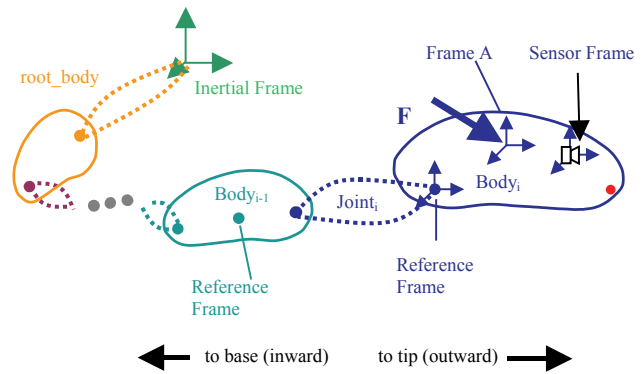 Frame A
Sensor Frame
root_body
Inertial Frame
F
Body_i-1
Joint_i
Body_i
Reference
Frame
Reference
Frame
to base (inward)
to tip (outward)